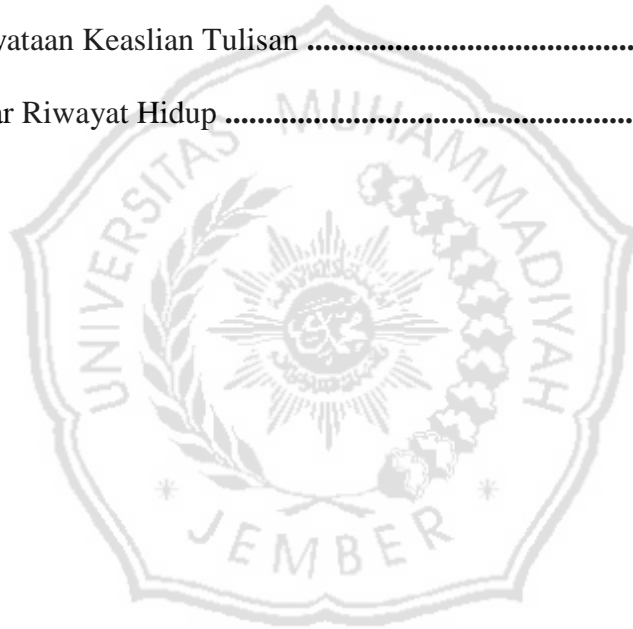 yataan Keaslian Tulisan ..........................................
ar Riwayat Hidup ....................................................
UNIVERSITAS MUHAMMADIYAH
JEMBER